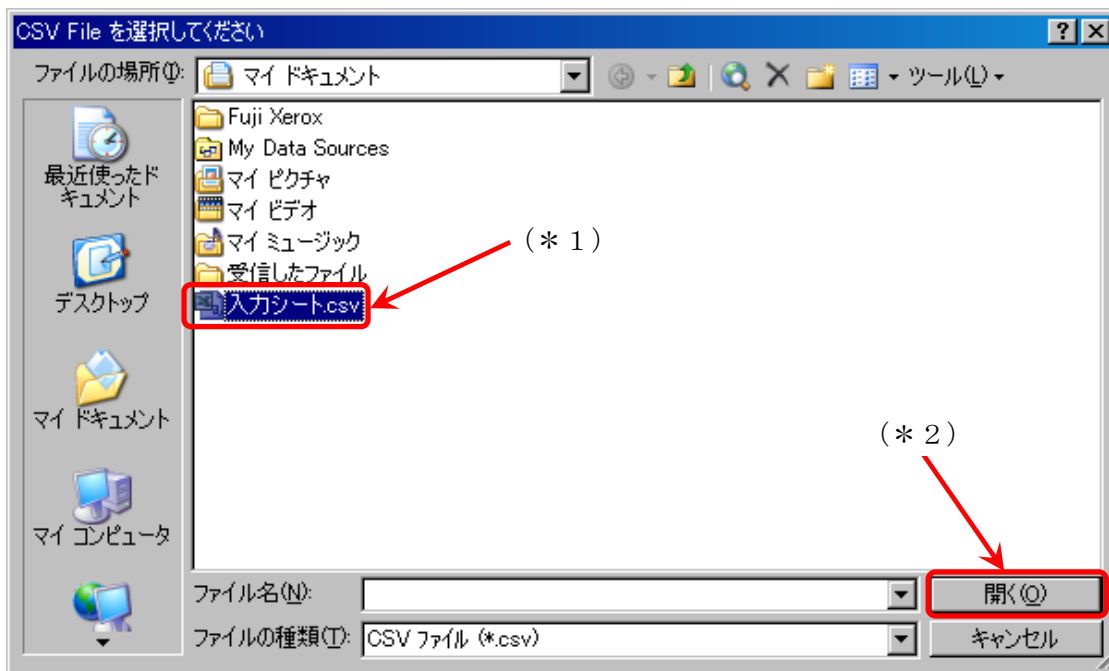 CSV File を選択してください
ファイルの場所(I):
マイ ドキュメント
ツール(L)
最近使ったド
キュメント
デスクトップ
マイ ドキュメント
マイ コンピュータ
Fuji Xerox
My Data Sources
マイ ピクチャ
マイ ビデオ
マイ ミュージック
受信したファイル
入力シート.csv
(*1)
(*2)
ファイル名(N):
開く(O)
ファイルの種類(T):
CSV ファイル (*.csv)
キャンセル